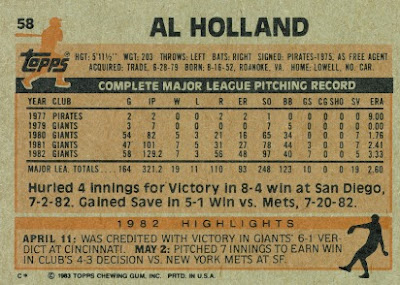 58
AL HOLLAND
topps
HGT: 5'11½" WGT: 203 THROWS: LEFT BATS: RIGHT SIGNED: PIRATES-1975, AS FREE AGENT
ACQUIRED: TRADE, 6-28-79 BORN: 8-16-52, ROANOKE, VA. HOME: LOWELL, NO. CAR.
COMPLETE MAJOR LEAGUE PITCHING RECORD
YEAR CLUB G IP W L R ER SO BB GS CG SHO SV ERA
1977 PIRATES 2 2 0 0 2 2 1 0 0 0 0 0 9.00
1979 GIANTS 3 7 0 0 0 0 7 5 0 0 0 0 0.00
1980 GIANTS 54 82 5 3 21 16 65 34 0 0 0 7 1.76
1981 GIANTS 47 101 7 5 31 27 78 44 3 0 0 7 2.41
1982 GIANTS 58 129.2 7 3 56 48 97 40 7 0 0 5 3.33
MAJOR LEA. TOTALS 164 321.2 19 11 110 93 248 123 10 0 0 19 2.60
Hurled 4 innings for Victory in 8-4 win at San Diego,
7-2-82. Gained Save in 5-1 Win vs. Mets, 7-20-82.
1982 HIGHLIGHTS
APRIL 11: WAS CREDITED WITH VICTORY IN GIANTS' 6-1 VER-
DICT AT CINCINNATI. MAY 2: PITCHED 7 INNINGS TO EARN WIN
IN CLUB'S 4-3 DECISION VS. NEW YORK METS AT SF.
C* © 1983 TOPPS CHEWING GUM, INC. PRTD. IN U.S.A.